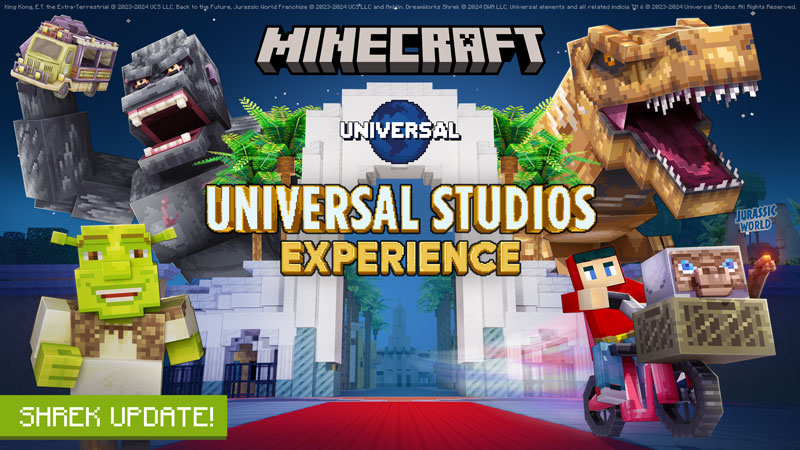 King Kong, E.T. the Extra-Terrestrial © 2023-2024 UCS LLC. Back to the Future, Jurassic World Franchise © 2023-2024 UCS LLC and Amblin. DreamWorks Shrek © 2024 DWA LLC. Universal elements and all related indicia TM & © 2023-2024 Universal Studios. All Rights Reserved.
MINECRAFT
UNIVERSAL
UNIVERSAL STUDIOS
EXPERIENCE
JURASSIC
WORLD
SHREK UPDATE!